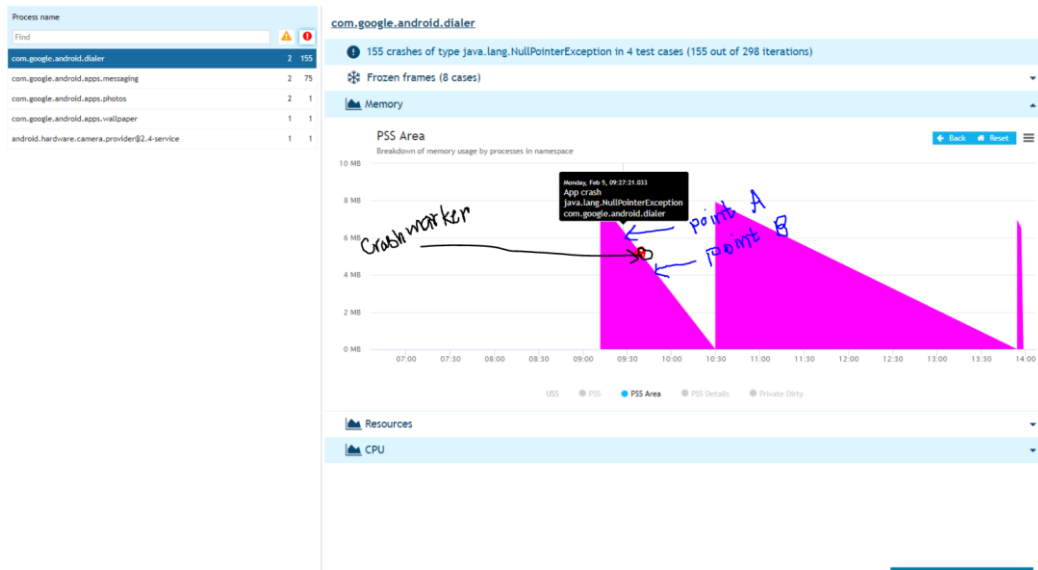 Process name
Find
com.google.android.dialer 2 155
com.google.android.apps.messaging 2 75
com.google.android.apps.photos 2 1
com.google.android.apps.wallpaper 1 1
android.hardware.camera.provider@2.4-service 1 1
com.google.android.dialer
155 crashes of type java.lang.NullPointerException in 4 test cases (155 out of 298 iterations)
Frozen frames (8 cases)
Memory
PSS Area
Breakdown of memory usage by processes in namespace
Back Reset
10 MB
Monday, Feb 5, 09:27:21.033
App crash
java.lang.NullPointerException
com.google.android.dialer
8 MB
point A
Crash marker
6 MB
point B
4 MB
2 MB
0 MB
07:00 07:30 08:00 08:30 09:00 09:30 10:00 10:30 11:00 11:30 12:00 12:30 13:00 13:30 14:00
USS PSS PSS Area PSS Details Private Dirty
Resources
CPU